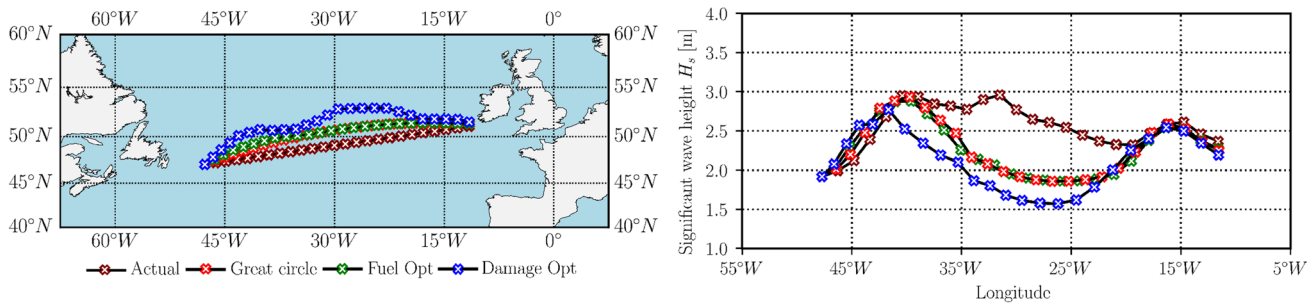 60°W 45°W 30°W 15°W 0°
60°N 60°N
55°N 55°N
50°N 50°N
45°N 45°N
40°N 40°N
60°W 45°W 30°W 15°W 0°
Actual Great circle Fuel Opt Damage Opt
Significant wave height H_s [m]
4.0
3.5
3.0
2.5
2.0
1.5
1.0
55°W 45°W 35°W 25°W 15°W 5°W
Longitude